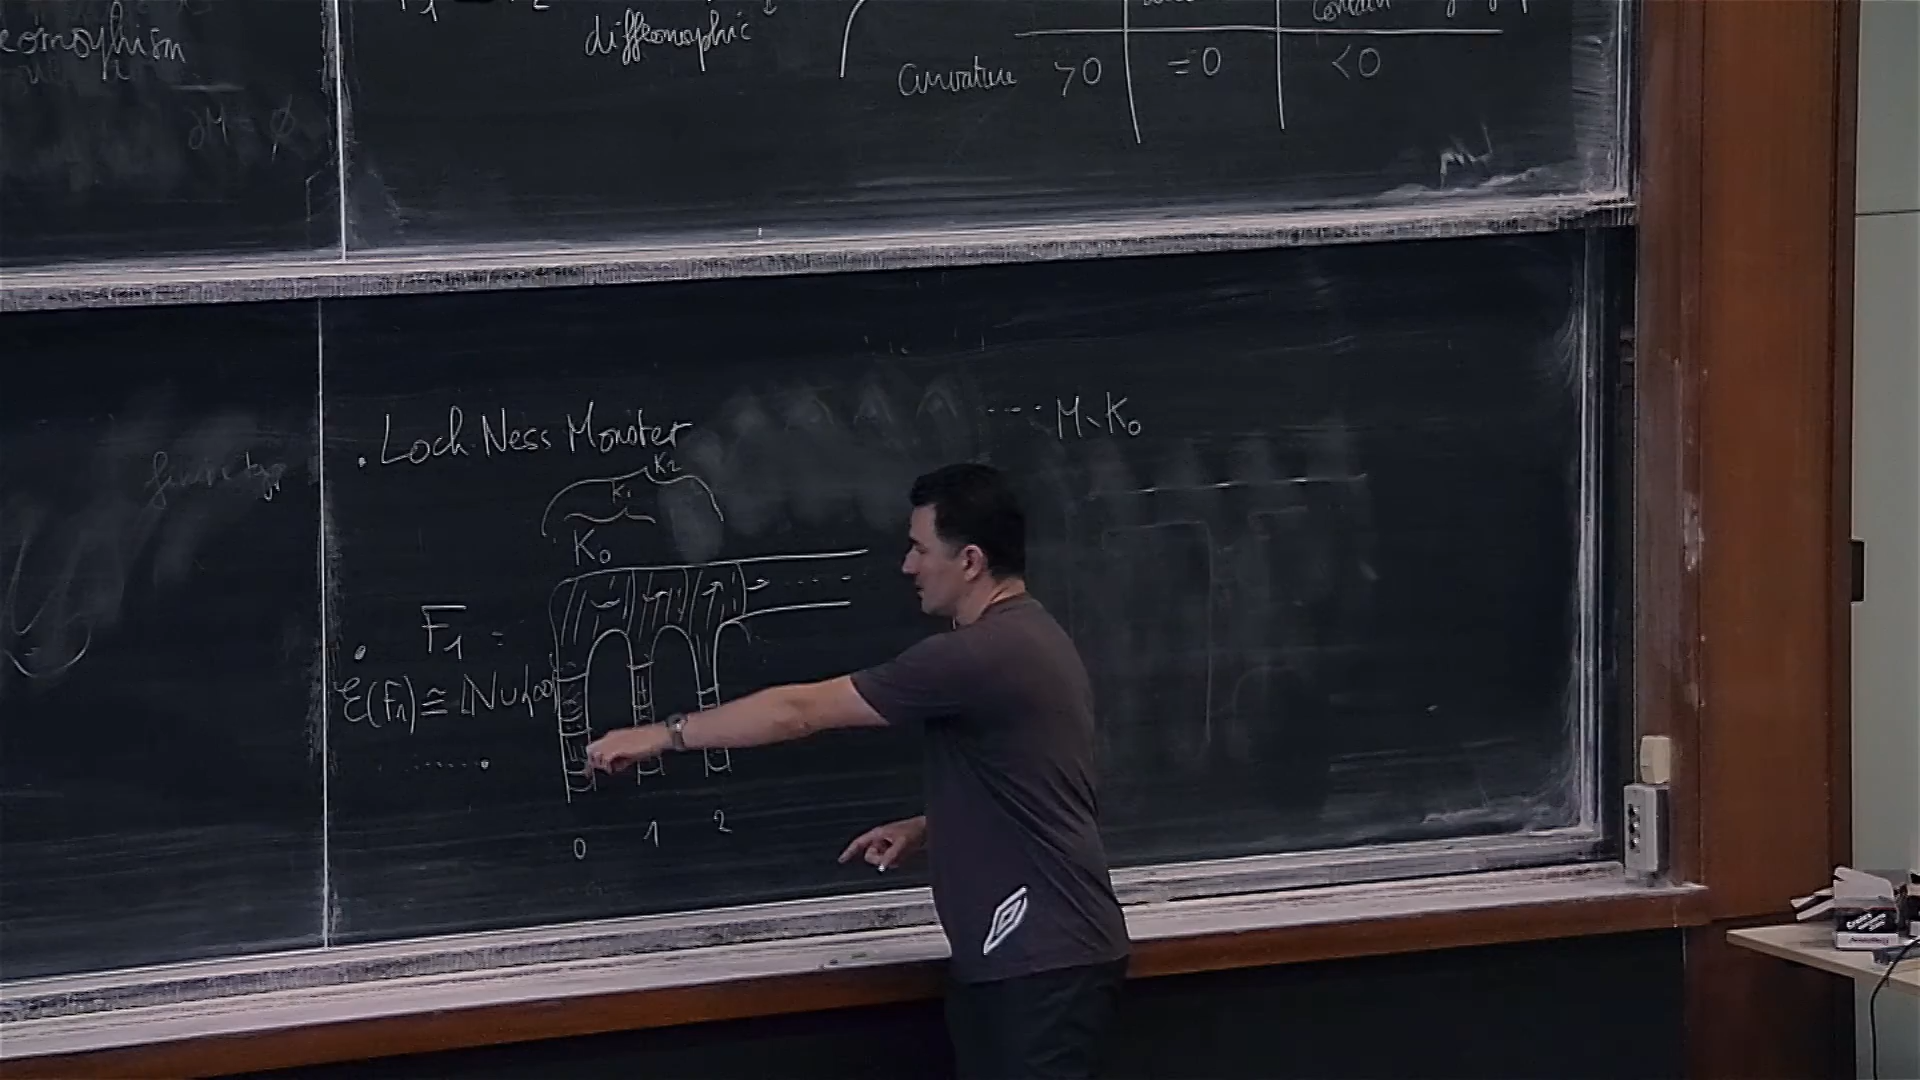 diffeomorphic
∂M = ∅
Curvature >0 =0 <0
• Loch Ness Monster
M∖K₀
K₂
K₁
K₀
• F₁ :
ℰ(F₁) ≅ ℕ ∪ {∞
0 1 2